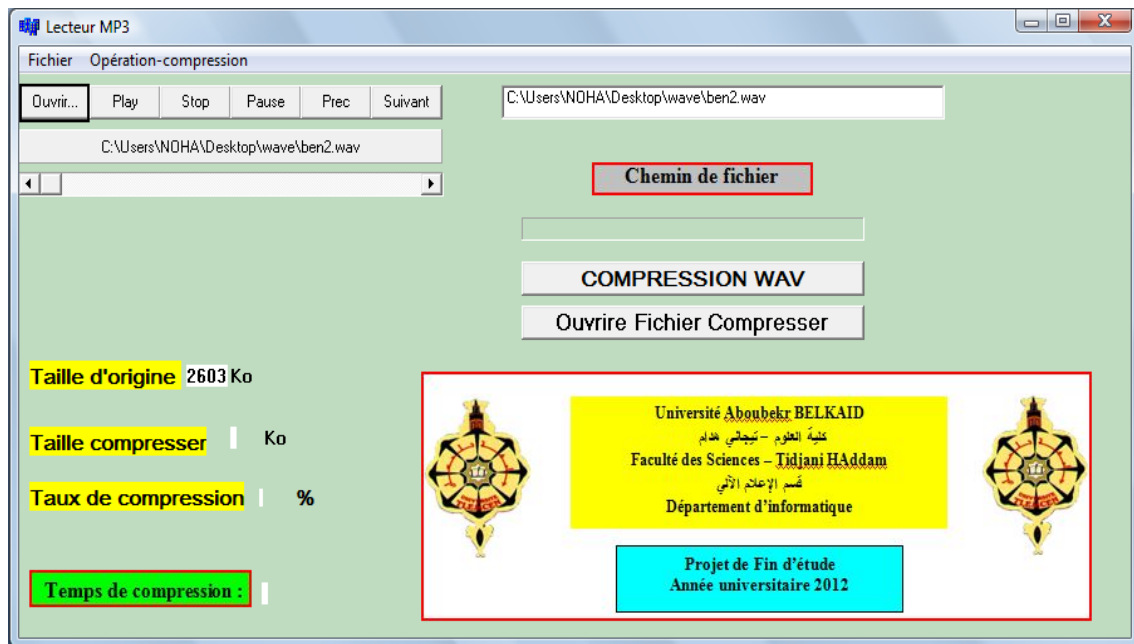 Lecteur MP3
Fichier Opération-compression
Ouvrir... Play Stop Pause Prec Suivant
C:\Users\NOHA\Desktop\wave\ben2.wav
C:\Users\NOHA\Desktop\wave\ben2.wav
Chemin de fichier
COMPRESSION WAV
Ouvrire Fichier Compresser
Taille d'origine 2603 Ko
Taille compresser Ko
Taux de compression %
Temps de compression :
Université Aboubekr BELKAID
كلية العلوم – تيجاني هدام
Faculté des Sciences – Tidjani HAddam
قسم الإعلام الآلي
Département d'informatique
Projet de Fin d'étude
Année universitaire 2012